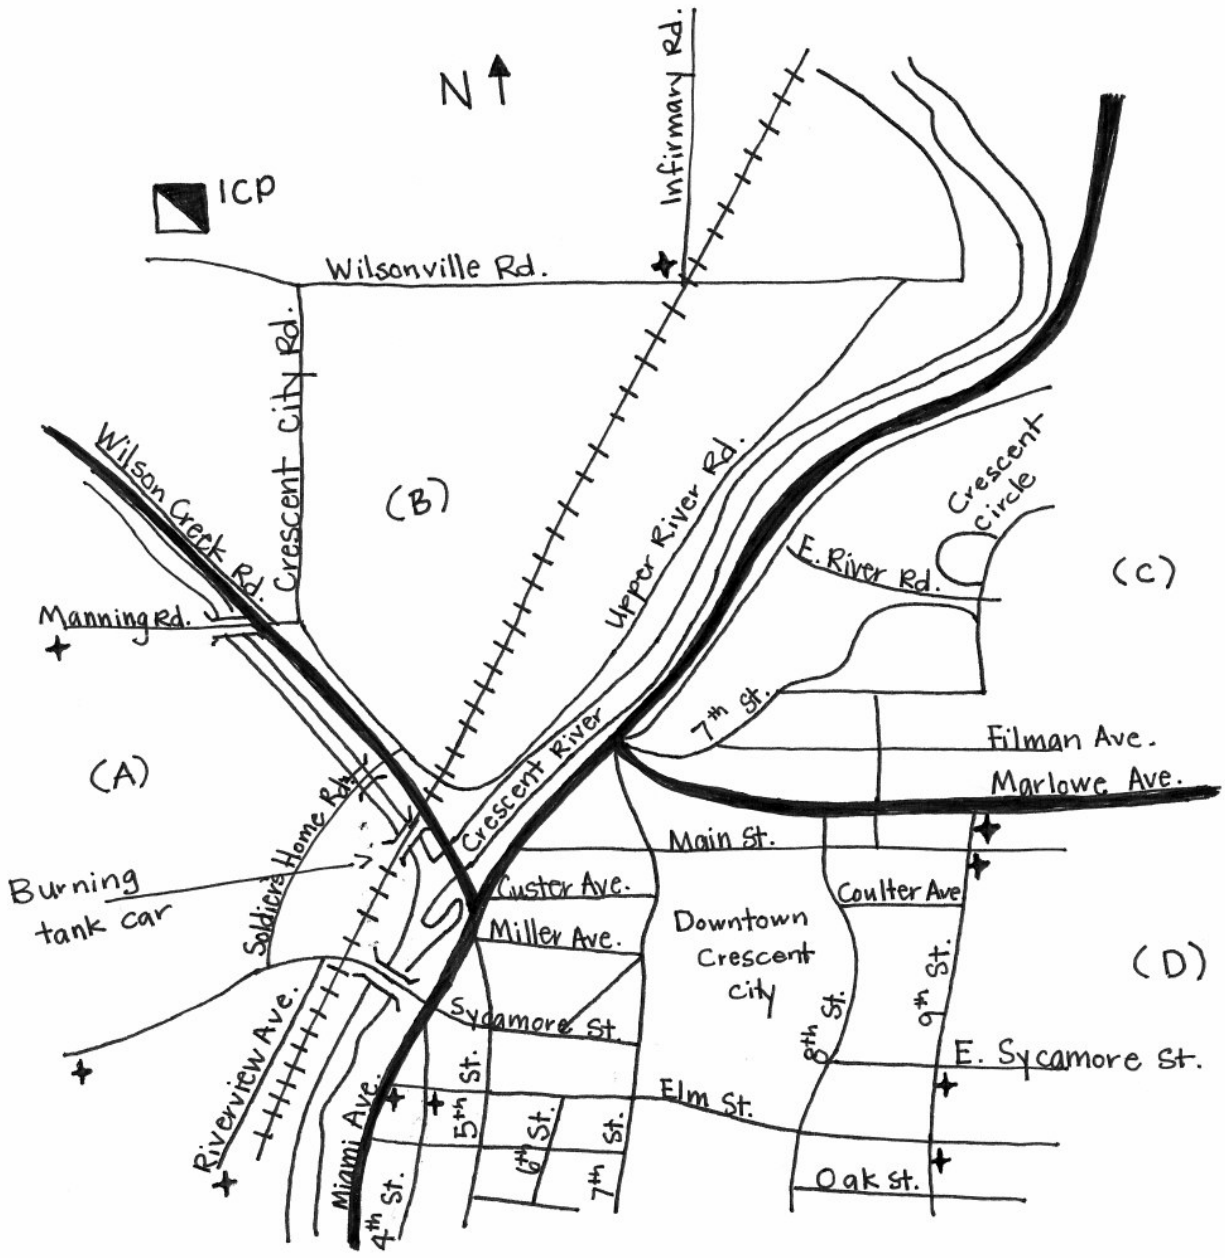 N
Infirmary Rd.
ICP
Wilsonville Rd.
Crescent City Rd.
Wilson Creek Rd.
(B)
Upper River Rd.
Crescent
Circle
E. River Rd.
(C)
Manning Rd.
7th St.
Filman Ave.
Marlowe Ave.
(A)
Soldiers Home Rd.
Crescent River
Main St.
Burning
tank car
Custer Ave.
Coulter Ave
Miller Ave.
Downtown
Crescent
City
9th St.
(D)
Riverview Ave.
Sycamore St.
8th St.
E. Sycamore St.
Miami Ave.
5th St.
Elm St.
6th St.
7th St.
4th St.
Oak St.